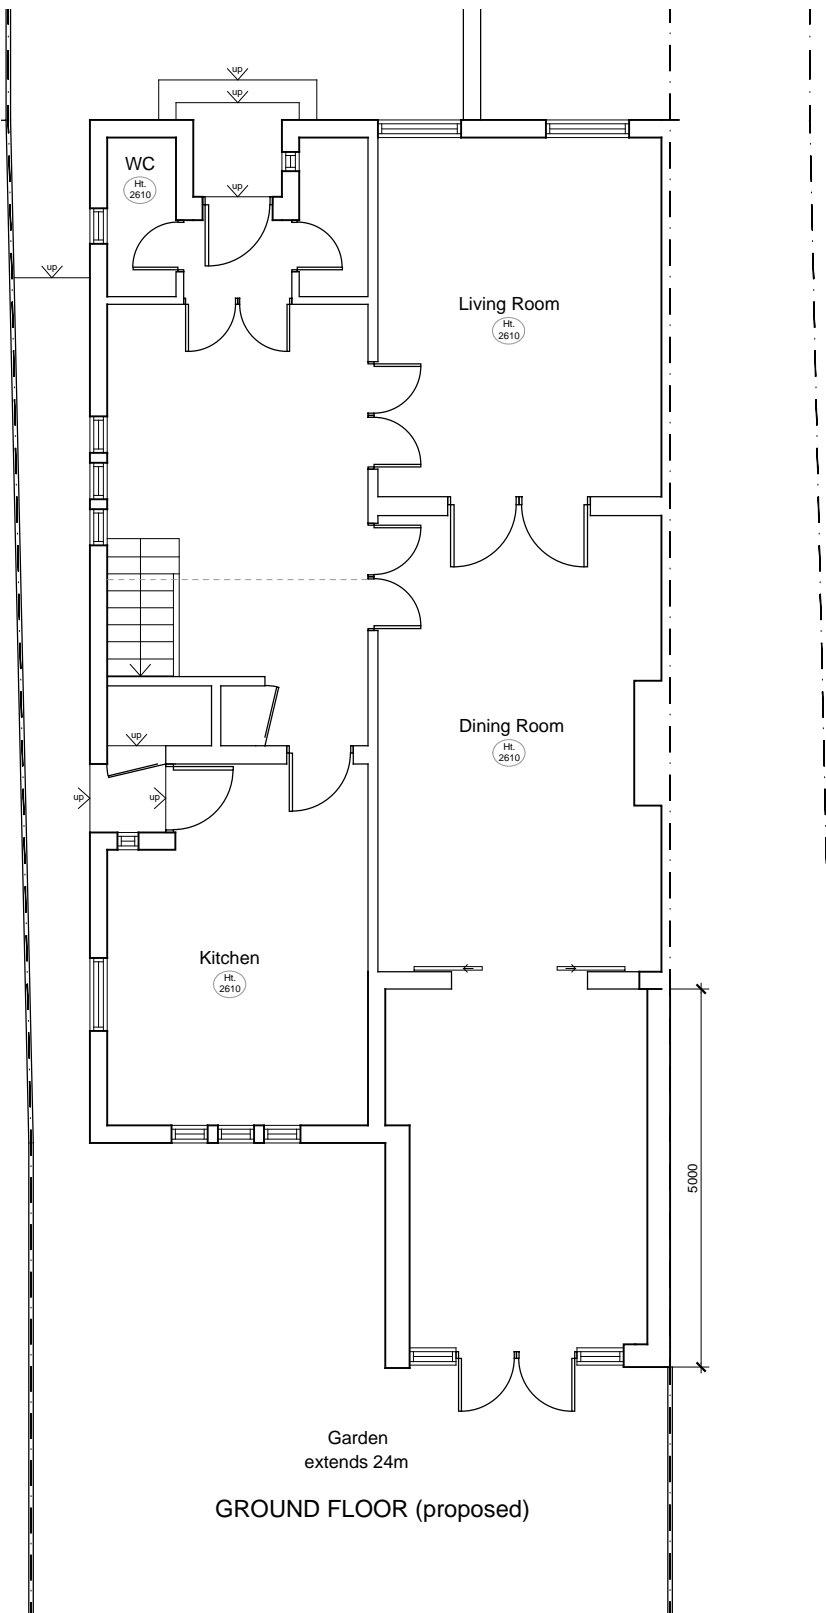 up
up
WC
Ht.
2610
up
up
Living Room
Ht.
2610
Dining Room
Ht.
2610
up
up
up
Kitchen
Ht.
2610
5000
Garden
extends 24m
GROUND FLOOR (proposed)